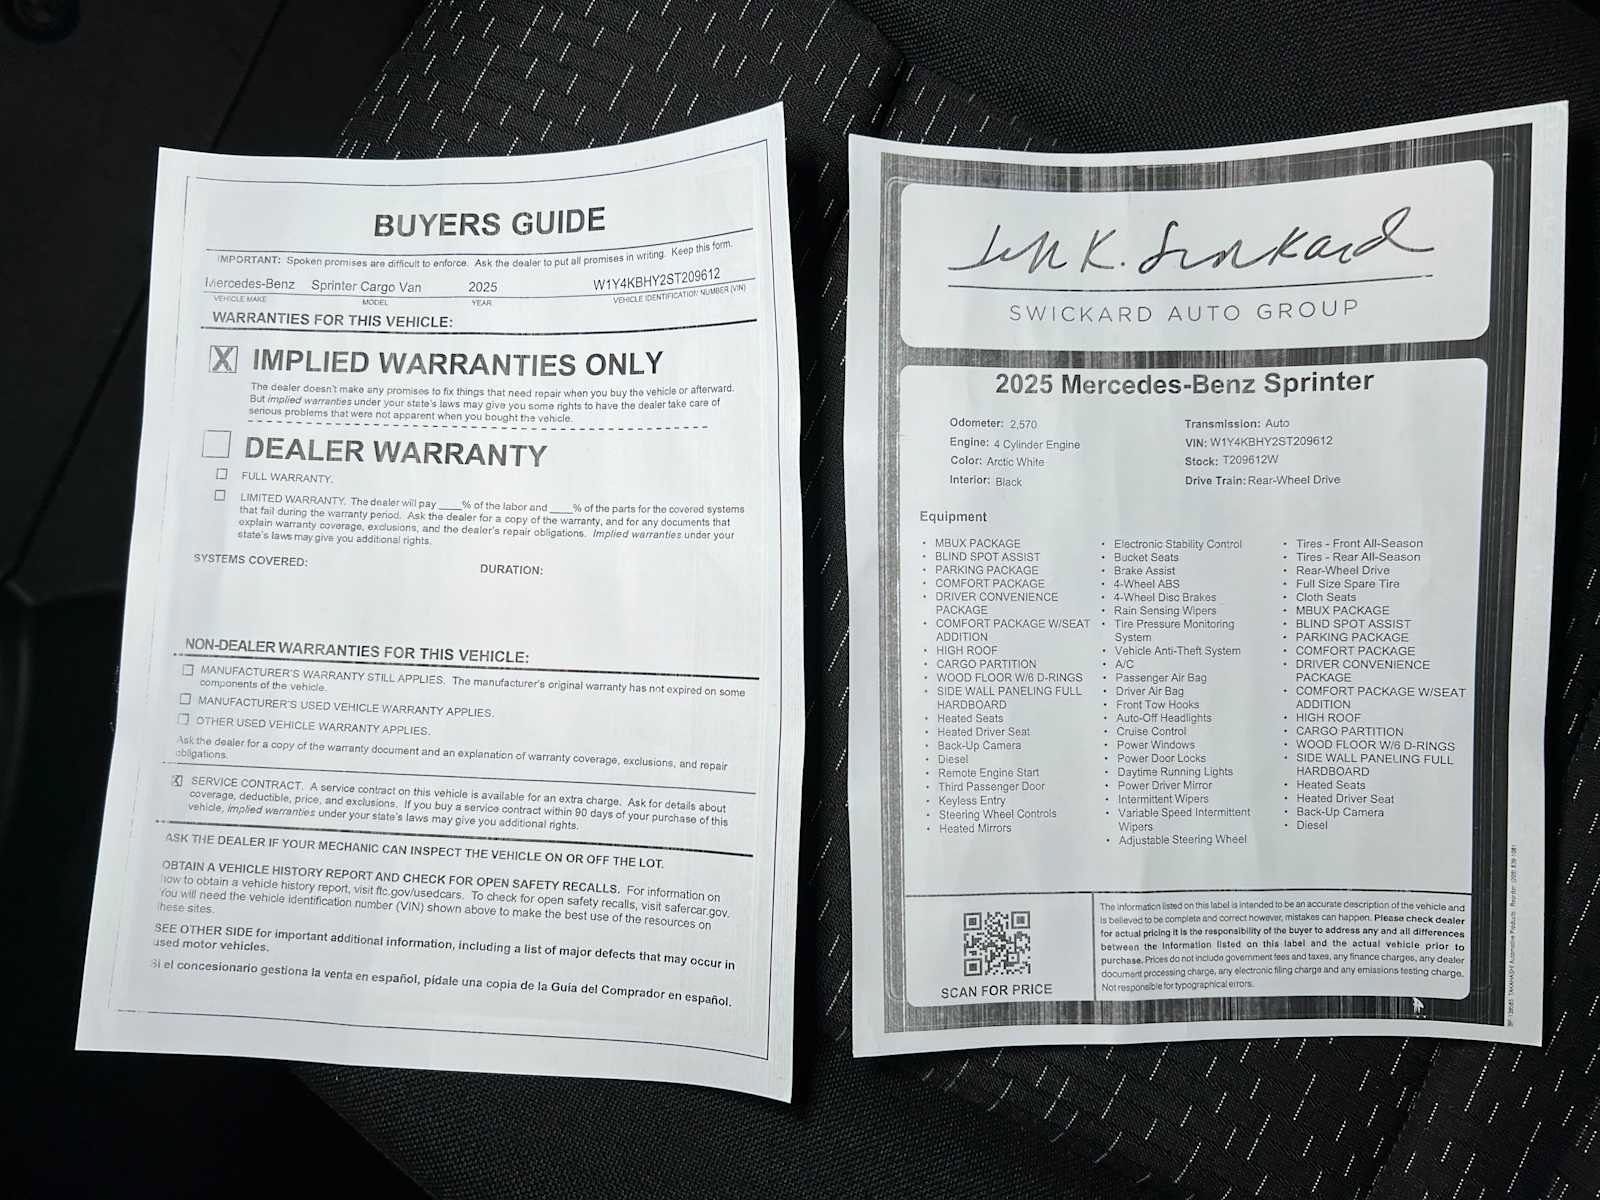 BUYERS GUIDE
IMPORTANT: Spoken promises are difficult to enforce. Ask the dealer to put all promises in writing. Keep this form.
Mercedes-Benz Sprinter Cargo Van 2025 W1Y4KBHY2ST209612
VEHICLE MAKE MODEL YEAR VEHICLE IDENTIFICATION NUMBER (VIN)
WARRANTIES FOR THIS VEHICLE:
X IMPLIED WARRANTIES ONLY
The dealer doesn't make any promises to fix things that need repair when you buy the vehicle or afterward.
But implied warranties under your state's laws may give you some rights to have the dealer take care of
serious problems that were not apparent when you bought the vehicle.
DEALER WARRANTY
FULL WARRANTY.
LIMITED WARRANTY. The dealer will pay ____% of the labor and ____% of the parts for the covered systems
that fail during the warranty period. Ask the dealer for a copy of the warranty, and for any documents that
explain warranty coverage, exclusions, and the dealer's repair obligations. Implied warranties under your
state's laws may give you additional rights.
SYSTEMS COVERED: DURATION:
NON-DEALER WARRANTIES FOR THIS VEHICLE:
MANUFACTURER'S WARRANTY STILL APPLIES. The manufacturer's original warranty has not expired on some
components of the vehicle.
MANUFACTURER'S USED VEHICLE WARRANTY APPLIES.
OTHER USED VEHICLE WARRANTY APPLIES.
Ask the dealer for a copy of the warranty document and an explanation of warranty coverage, exclusions, and repair
obligations.
X SERVICE CONTRACT. A service contract on this vehicle is available for an extra charge. Ask for details about
coverage, deductible, price, and exclusions. If you buy a service contract within 90 days of your purchase of this
vehicle, implied warranties under your state's laws may give you additional rights.
ASK THE DEALER IF YOUR MECHANIC CAN INSPECT THE VEHICLE ON OR OFF THE LOT.
OBTAIN A VEHICLE HISTORY REPORT AND CHECK FOR OPEN SAFETY RECALLS. For information on
how to obtain a vehicle history report, visit ftc.gov/usedcars. To check for open safety recalls, visit safercar.gov.
You will need the vehicle identification number (VIN) shown above to make the best use of the resources on
these sites.
SEE OTHER SIDE for important additional information, including a list of major defects that may occur in
used motor vehicles.
Si el concesionario gestiona la venta en español, pídale una copia de la Guía del Comprador en español.
SWICKARD AUTO GROUP
2025 Mercedes-Benz Sprinter
Odometer: 2,570
Engine: 4 Cylinder Engine
Color: Arctic White
Interior: Black
Transmission: Auto
VIN: W1Y4KBHY2ST209612
Stock: T209612W
Drive Train: Rear-Wheel Drive
Equipment
• MBUX PACKAGE
• BLIND SPOT ASSIST
• PARKING PACKAGE
• COMFORT PACKAGE
• DRIVER CONVENIENCE
PACKAGE
• COMFORT PACKAGE W/SEAT
ADDITION
• HIGH ROOF
• CARGO PARTITION
• WOOD FLOOR W/6 D-RINGS
• SIDE WALL PANELING FULL
HARDBOARD
• Heated Seats
• Heated Driver Seat
• Back-Up Camera
• Diesel
• Remote Engine Start
• Third Passenger Door
• Keyless Entry
• Steering Wheel Controls
• Heated Mirrors
• Electronic Stability Control
• Bucket Seats
• Brake Assist
• 4-Wheel ABS
• 4-Wheel Disc Brakes
• Rain Sensing Wipers
• Tire Pressure Monitoring
System
• Vehicle Anti-Theft System
• A/C
• Passenger Air Bag
• Driver Air Bag
• Front Tow Hooks
• Auto-Off Headlights
• Cruise Control
• Power Windows
• Power Door Locks
• Daytime Running Lights
• Power Driver Mirror
• Intermittent Wipers
• Variable Speed Intermittent
Wipers
• Adjustable Steering Wheel
• Tires - Front All-Season
• Tires - Rear All-Season
• Rear-Wheel Drive
• Full Size Spare Tire
• Cloth Seats
• MBUX PACKAGE
• BLIND SPOT ASSIST
• PARKING PACKAGE
• COMFORT PACKAGE
• DRIVER CONVENIENCE
PACKAGE
• COMFORT PACKAGE W/SEAT
ADDITION
• HIGH ROOF
• CARGO PARTITION
• WOOD FLOOR W/6 D-RINGS
• SIDE WALL PANELING FULL
HARDBOARD
• Heated Seats
• Heated Driver Seat
• Back-Up Camera
• Diesel
SCAN FOR PRICE
The information listed on this label is intended to be an accurate description of the vehicle and
is believed to be complete and correct however, mistakes can happen. Please check dealer
for actual pricing it is the responsibility of the buyer to address any and all differences
between the information listed on this label and the actual vehicle prior to
purchase. Prices do not include government fees and taxes, any finance charges, any dealer
document processing charge, any electronic filing charge and any emissions testing charge.
Not responsible for typographical errors.